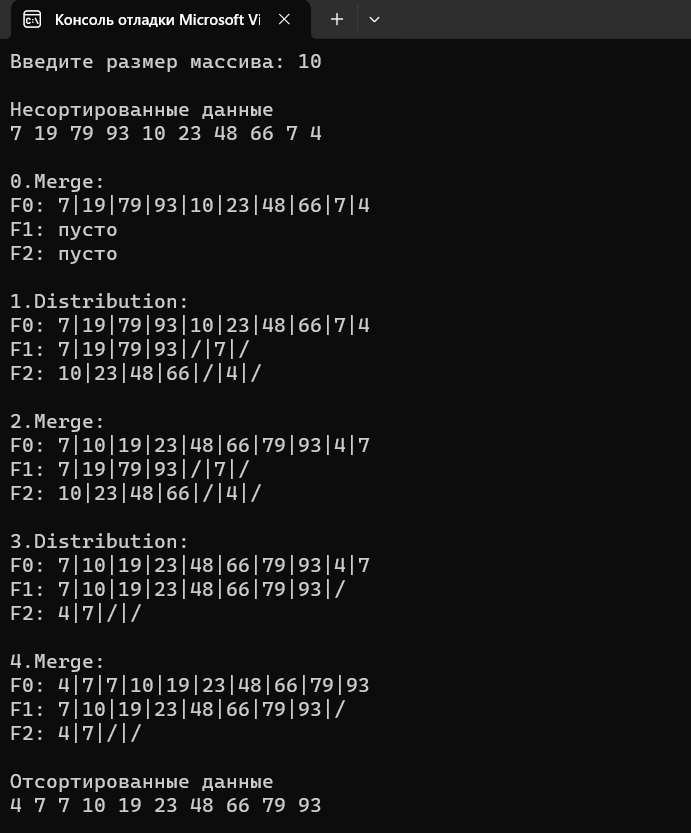 Консоль отладки Microsoft Vi
Введите размер массива: 10
Несортированные данные
7 19 79 93 10 23 48 66 7 4
0.Merge:
F0: 7|19|79|93|10|23|48|66|7|4
F1: пусто
F2: пусто
1.Distribution:
F0: 7|19|79|93|10|23|48|66|7|4
F1: 7|19|79|93|/|7|/
F2: 10|23|48|66|/|4|/
2.Merge:
F0: 7|10|19|23|48|66|79|93|4|7
F1: 7|19|79|93|/|7|/
F2: 10|23|48|66|/|4|/
3.Distribution:
F0: 7|10|19|23|48|66|79|93|4|7
F1: 7|10|19|23|48|66|79|93|/
F2: 4|7|/|/
4.Merge:
F0: 4|7|7|10|19|23|48|66|79|93
F1: 7|10|19|23|48|66|79|93|/
F2: 4|7|/|/
Отсортированные данные
4 7 7 10 19 23 48 66 79 93